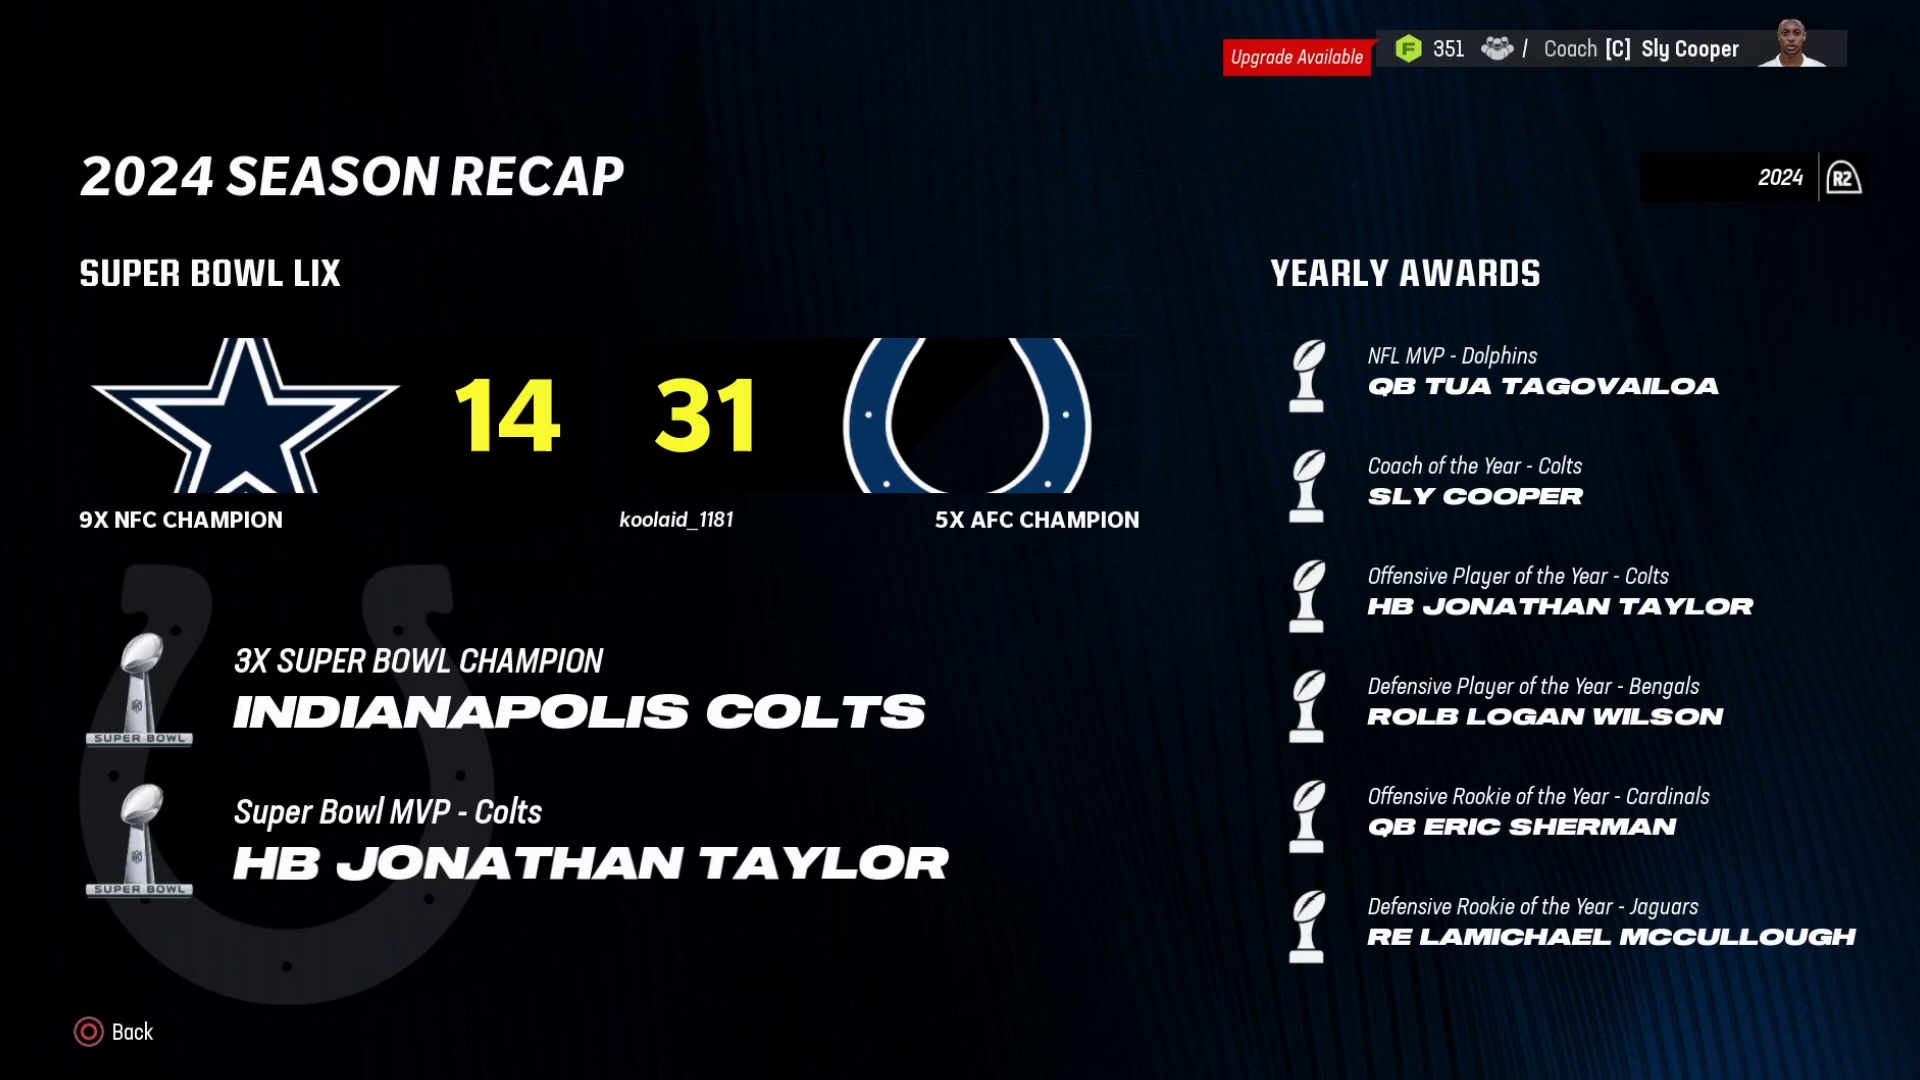 Upgrade Available
F 351 / Coach [C] Sly Cooper
2024 SEASON RECAP
2024 R2
SUPER BOWL LIX
14 31
9X NFC CHAMPION koolaid_1181 5X AFC CHAMPION
3X SUPER BOWL CHAMPION
INDIANAPOLIS COLTS
SUPER BOWL
Super Bowl MVP - Colts
HB JONATHAN TAYLOR
SUPER BOWL
YEARLY AWARDS
NFL MVP - Dolphins
QB TUA TAGOVAILOA
Coach of the Year - Colts
SLY COOPER
Offensive Player of the Year - Colts
HB JONATHAN TAYLOR
Defensive Player of the Year - Bengals
ROLB LOGAN WILSON
Offensive Rookie of the Year - Cardinals
QB ERIC SHERMAN
Defensive Rookie of the Year - Jaguars
RE LAMICHAEL MCCULLOUGH
Back